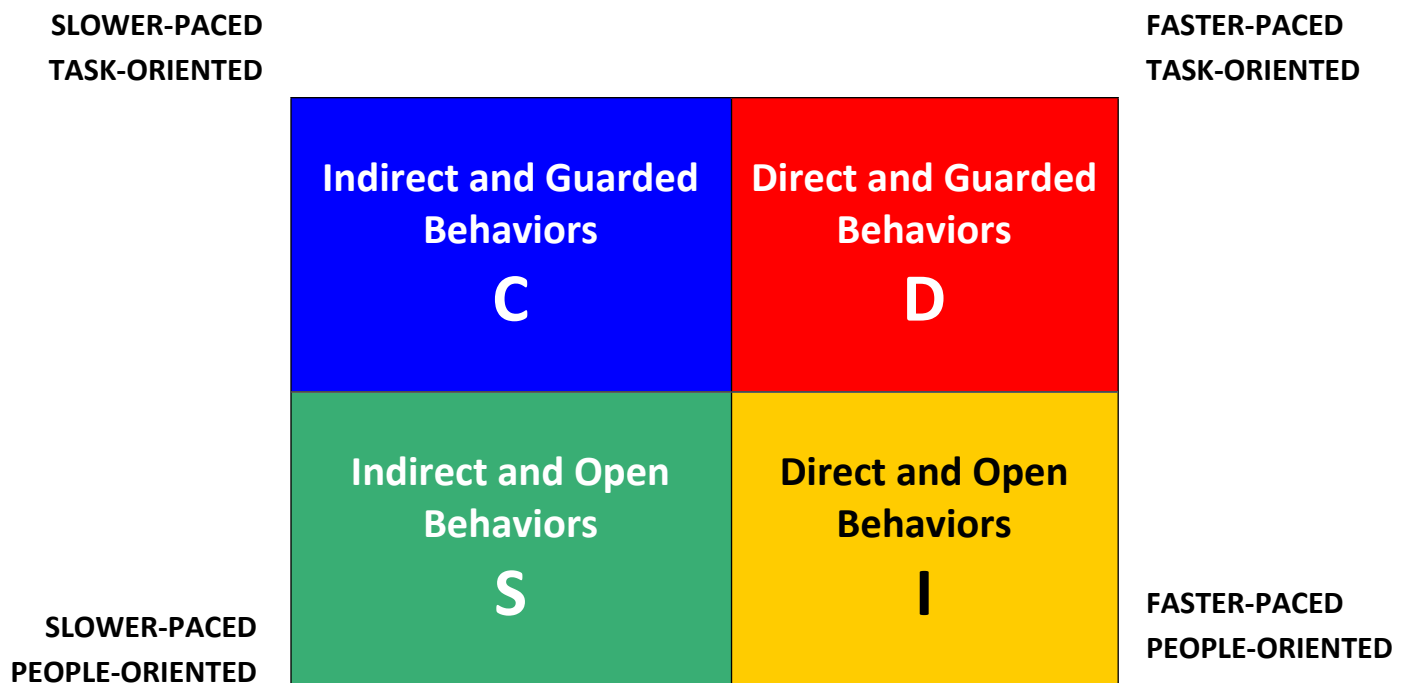 SLOWER-PACED
TASK-ORIENTED
FASTER-PACED
TASK-ORIENTED
Indirect and Guarded
Behaviors
C
Direct and Guarded
Behaviors
D
Indirect and Open
Behaviors
S
Direct and Open
Behaviors
I
SLOWER-PACED
PEOPLE-ORIENTED
FASTER-PACED
PEOPLE-ORIENTED